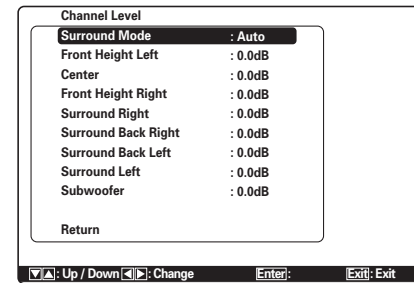 Channel Level
Surround Mode : Auto
Front Height Left : 0.0dB
Center : 0.0dB
Front Height Right : 0.0dB
Surround Right : 0.0dB
Surround Back Right : 0.0dB
Surround Back Left : 0.0dB
Surround Left : 0.0dB
Subwoofer : 0.0dB
Return
▼▲: Up / Down ◀▶: Change Enter: Exit: Exit